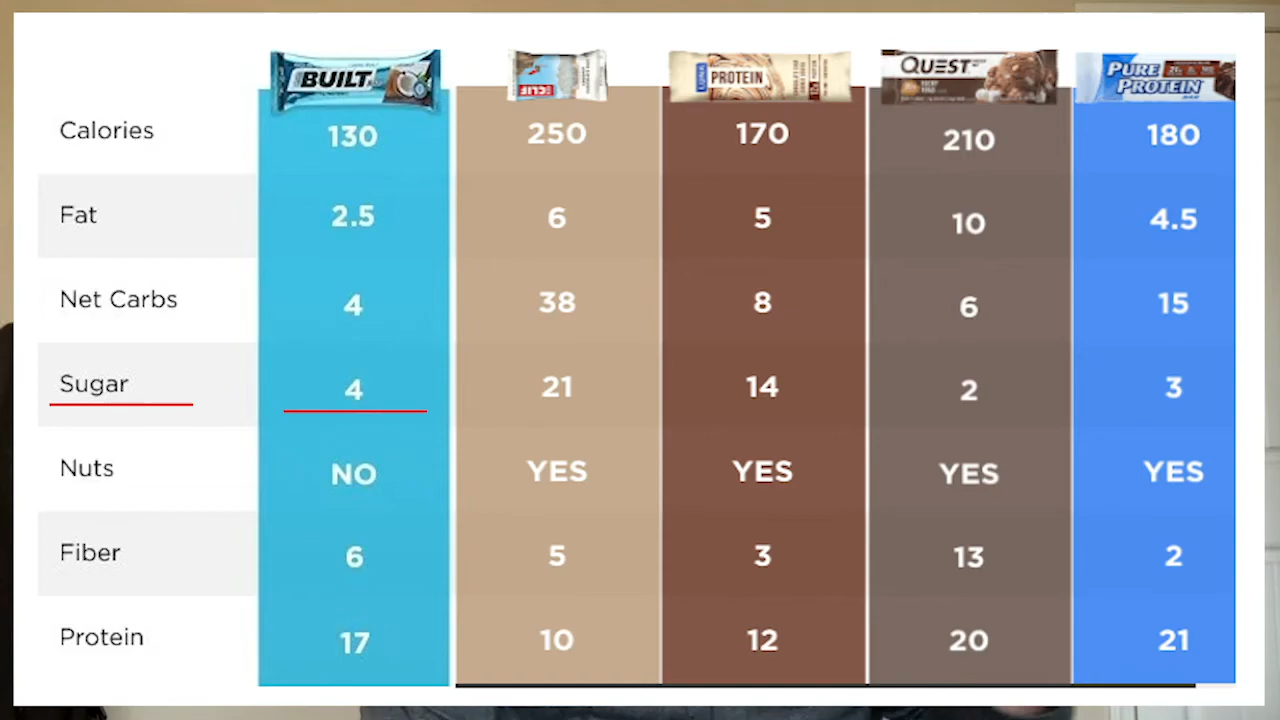 BUILT CLIF LUNA PROTEIN QUEST PURE PROTEIN
Calories 130 250 170 210 180
Fat 2.5 6 5 10 4.5
Net Carbs 4 38 8 6 15
Sugar 4 21 14 2 3
Nuts NO YES YES YES YES
Fiber 6 5 3 13 2
Protein 17 10 12 20 21